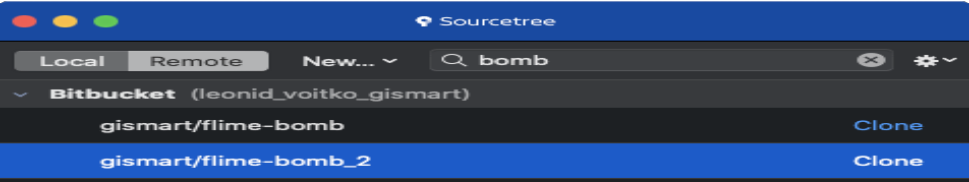 Sourcetree
Local Remote New... bomb
Bitbucket (leonid_voitko_gismart)
gismart/flime-bomb Clone
gismart/flime-bomb_2 Clone